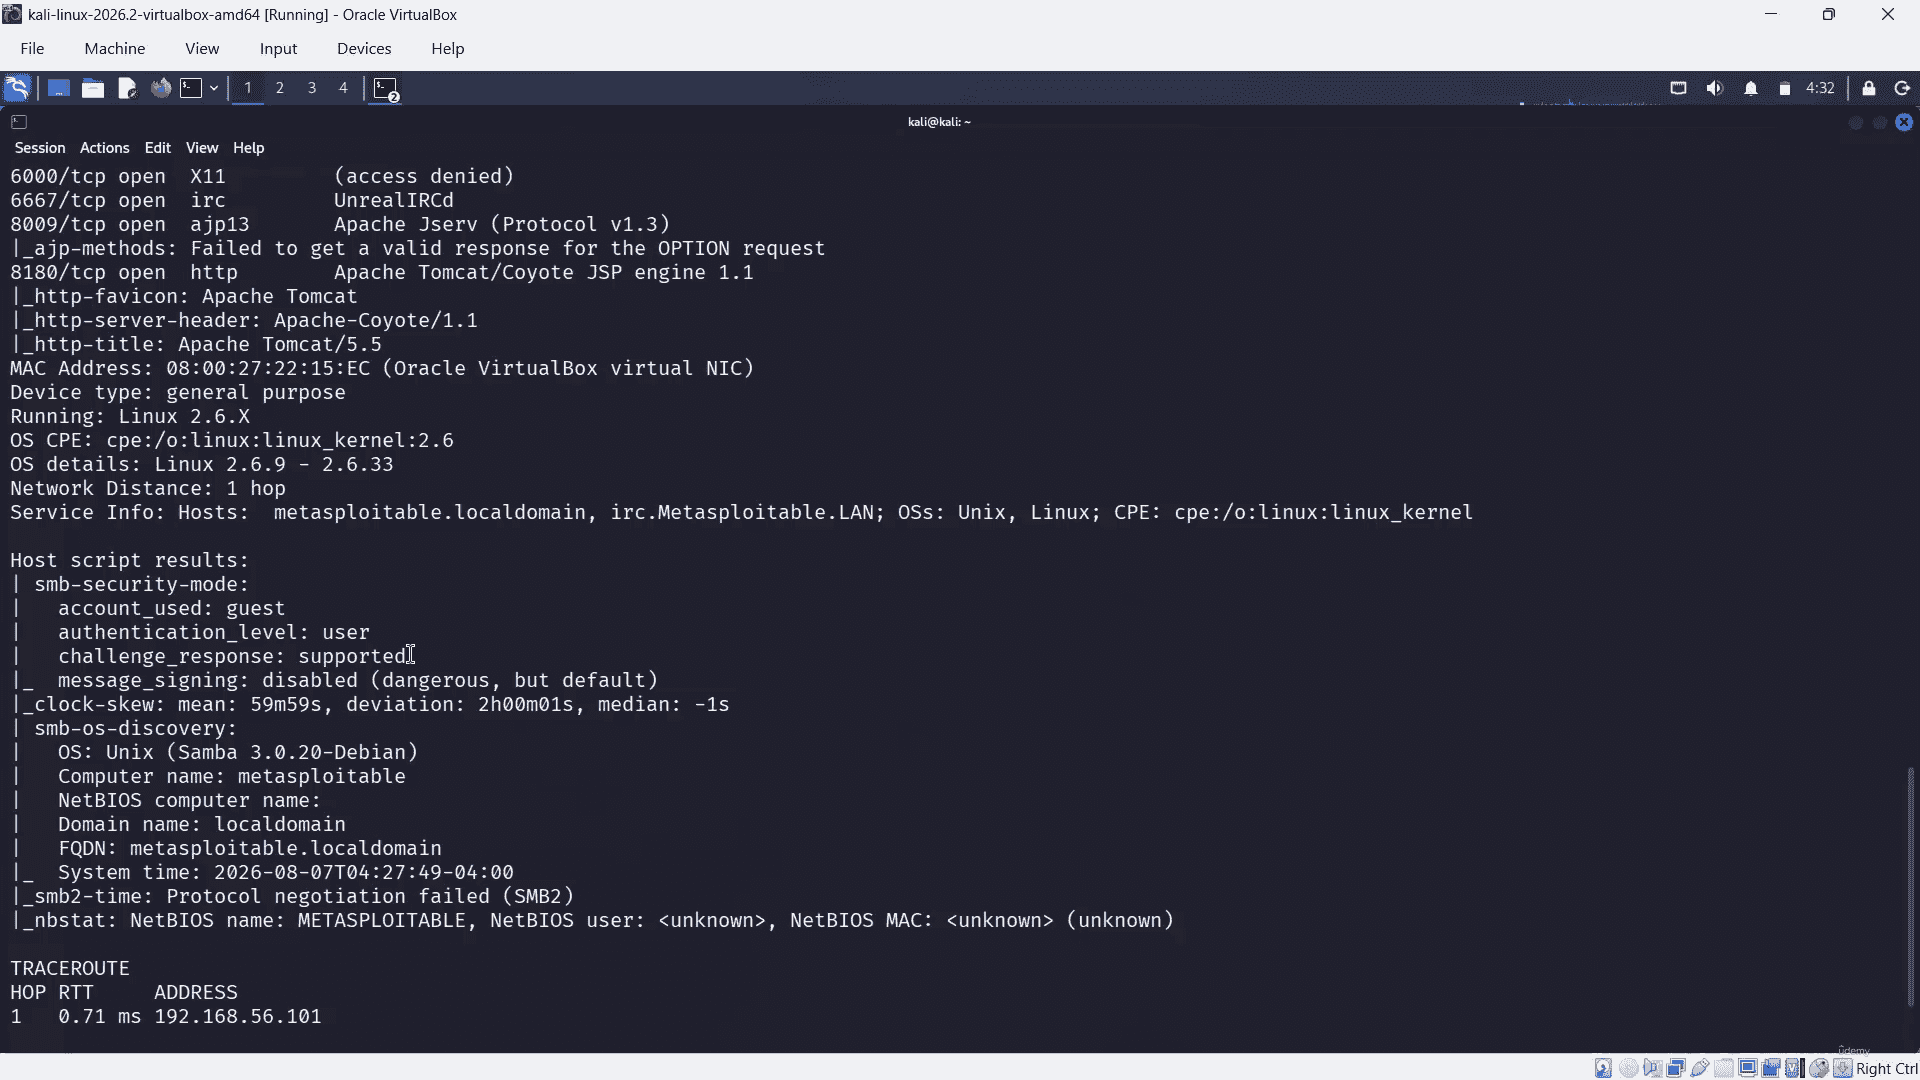 kali-linux-2026.2-virtualbox-amd64 [Running] - Oracle VirtualBox
File Machine View Input Devices Help
1 2 3 4 2 4:32
kali@kali: ~
Session Actions Edit View Help
6000/tcp open  X11         (access denied)
6667/tcp open  irc         UnrealIRCd
8009/tcp open  ajp13       Apache Jserv (Protocol v1.3)
|_ajp-methods: Failed to get a valid response for the OPTION request
8180/tcp open  http        Apache Tomcat/Coyote JSP engine 1.1
|_http-favicon: Apache Tomcat
|_http-server-header: Apache-Coyote/1.1
|_http-title: Apache Tomcat/5.5
MAC Address: 08:00:27:22:15:EC (Oracle VirtualBox virtual NIC)
Device type: general purpose
Running: Linux 2.6.X
OS CPE: cpe:/o:linux:linux_kernel:2.6
OS details: Linux 2.6.9 - 2.6.33
Network Distance: 1 hop
Service Info: Hosts:  metasploitable.localdomain, irc.Metasploitable.LAN; OSs: Unix, Linux; CPE: cpe:/o:linux:linux_kernel
Host script results:
| smb-security-mode:
|   account_used: guest
|   authentication_level: user
|   challenge_response: supported
|_  message_signing: disabled (dangerous, but default)
|_clock-skew: mean: 59m59s, deviation: 2h00m01s, median: -1s
| smb-os-discovery:
|   OS: Unix (Samba 3.0.20-Debian)
|   Computer name: metasploitable
|   NetBIOS computer name:
|   Domain name: localdomain
|   FQDN: metasploitable.localdomain
|_  System time: 2026-08-07T04:27:49-04:00
|_smb2-time: Protocol negotiation failed (SMB2)
|_nbstat: NetBIOS name: METASPLOITABLE, NetBIOS user: <unknown>, NetBIOS MAC: <unknown> (unknown)
TRACEROUTE
HOP RTT     ADDRESS
1   0.71 ms 192.168.56.101
udemy
Right Ctrl